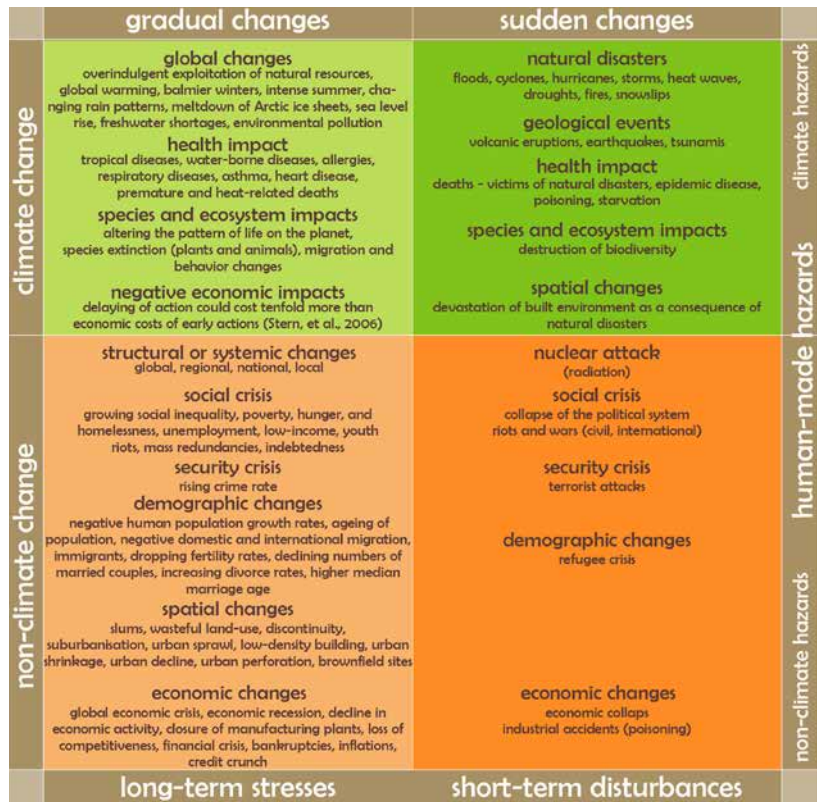 gradual changes
sudden changes
climate change
global changes
overindulgent exploitation of natural resources,
global warming, balmier winters, intense summer, cha-
nging rain patterns, meltdown of Arctic ice sheets, sea level
rise, freshwater shortages, environmental pollution
health impact
tropical diseases, water-borne diseases, allergies,
respiratory diseases, asthma, heart disease,
premature and heat-related deaths
species and ecosystem impacts
altering the pattern of life on the planet,
species extinction (plants and animals), migration and
behavior changes
negative economic impacts
delaying of action could cost tenfold more than
economic costs of early actions (Stern, et al., 2006)
natural disasters
floods, cyclones, hurricanes, storms, heat waves,
droughts, fires, snowslips
geological events
volcanic eruptions, earthquakes, tsunamis
health impact
deaths - victims of natural disasters, epidemic disease,
poisoning, starvation
species and ecosystem impacts
destruction of biodiversity
spatial changes
devastation of built environment as a consequence of
natural disasters
climate hazards
human-made hazards
non-climate change
structural or systemic changes
global, regional, national, local
social crisis
growing social inequality, poverty, hunger, and
homelessness, unemployment, low-income, youth
riots, mass redundancies, indebtedness
security crisis
rising crime rate
demographic changes
negative human population growth rates, ageing of
population, negative domestic and international migration,
immigrants, dropping fertility rates, declining numbers of
married couples, increasing divorce rates, higher median
marriage age
spatial changes
slums, wasteful land-use, discontinuity,
suburbanisation, urban sprawl, low-density building, urban
shrinkage, urban decline, urban perforation, brownfield sites
economic changes
global economic crisis, economic recession, decline in
economic activity, closure of manufacturing plants, loss of
competitiveness, financial crisis, bankruptcies, inflations,
credit crunch
nuclear attack
(radiation)
social crisis
collapse of the political system
riots and wars (civil, international)
security crisis
terrorist attacks
demographic changes
refugee crisis
economic changes
economic collaps
industrial accidents (poisoning)
non-climate hazards
long-term stresses
short-term disturbances